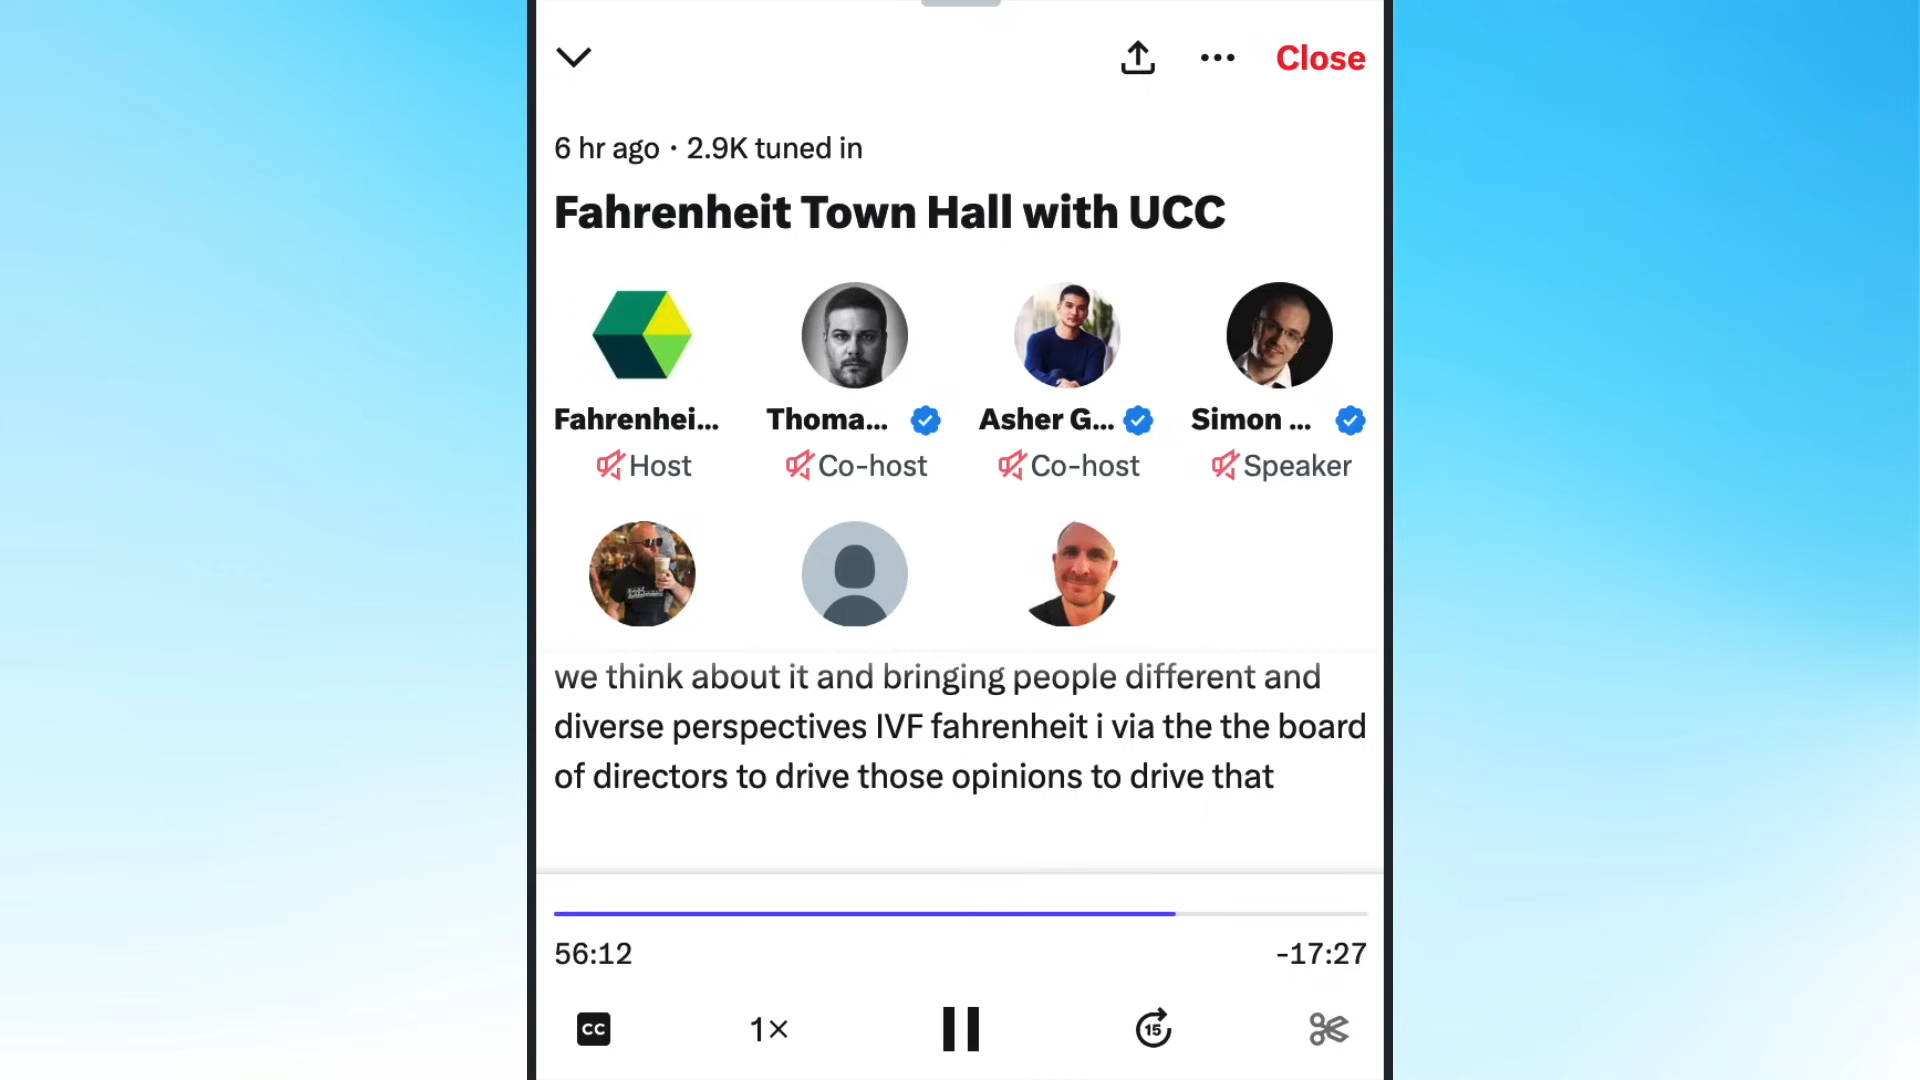 Close
6 hr ago · 2.9K tuned in
Fahrenheit Town Hall with UCC
Fahrenhei... Thoma... Asher G... Simon ...
Host Co-host Co-host Speaker
we think about it and bringing people different and
diverse perspectives IVF fahrenheit i via the the board
of directors to drive those opinions to drive that
56:12 -17:27
CC 1× 15